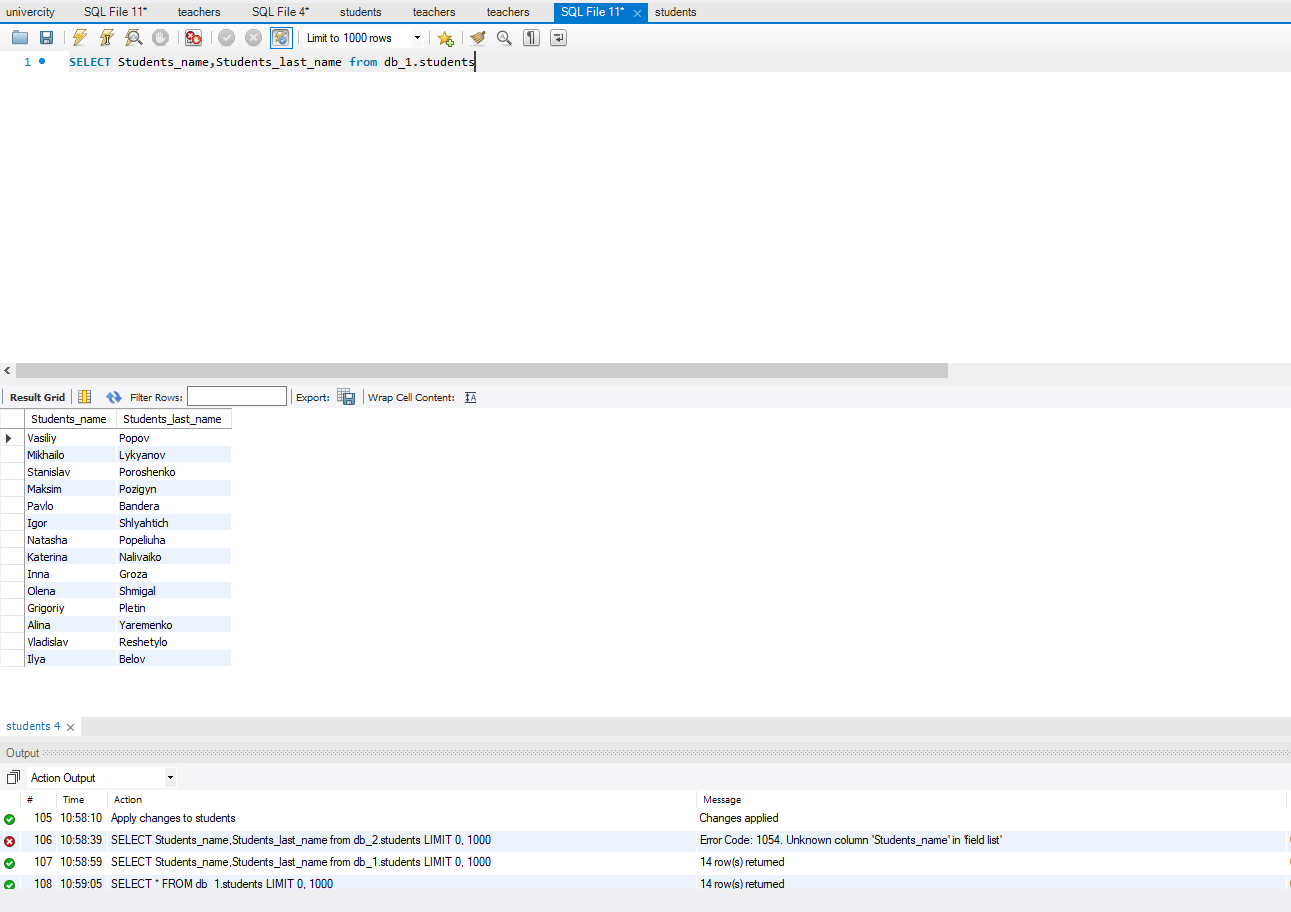 univercity SQL File 11* teachers SQL File 4* students teachers teachers SQL File 11* students
Limit to 1000 rows
1 SELECT Students_name,Students_last_name from db_1.students
Result Grid Filter Rows: Export: Wrap Cell Content:
Students_name Students_last_name
Vasiliy Popov
Mikhailo Lykyanov
Stanislav Poroshenko
Maksim Pozigyn
Pavlo Bandera
Igor Shlyahtich
Natasha Popeliuha
Katerina Nalivaiko
Inna Groza
Olena Shmigal
Grigoriy Pletin
Alina Yaremenko
Vladislav Reshetylo
Ilya Belov
students 4
Output
Action Output
# Time Action Message
105 10:58:10 Apply changes to students Changes applied
106 10:58:39 SELECT Students_name,Students_last_name from db_2.students LIMIT 0, 1000 Error Code: 1054. Unknown column 'Students_name' in 'field list'
107 10:58:59 SELECT Students_name,Students_last_name from db_1.students LIMIT 0, 1000 14 row(s) returned
108 10:59:05 SELECT * FROM db_1.students LIMIT 0, 1000 14 row(s) returned